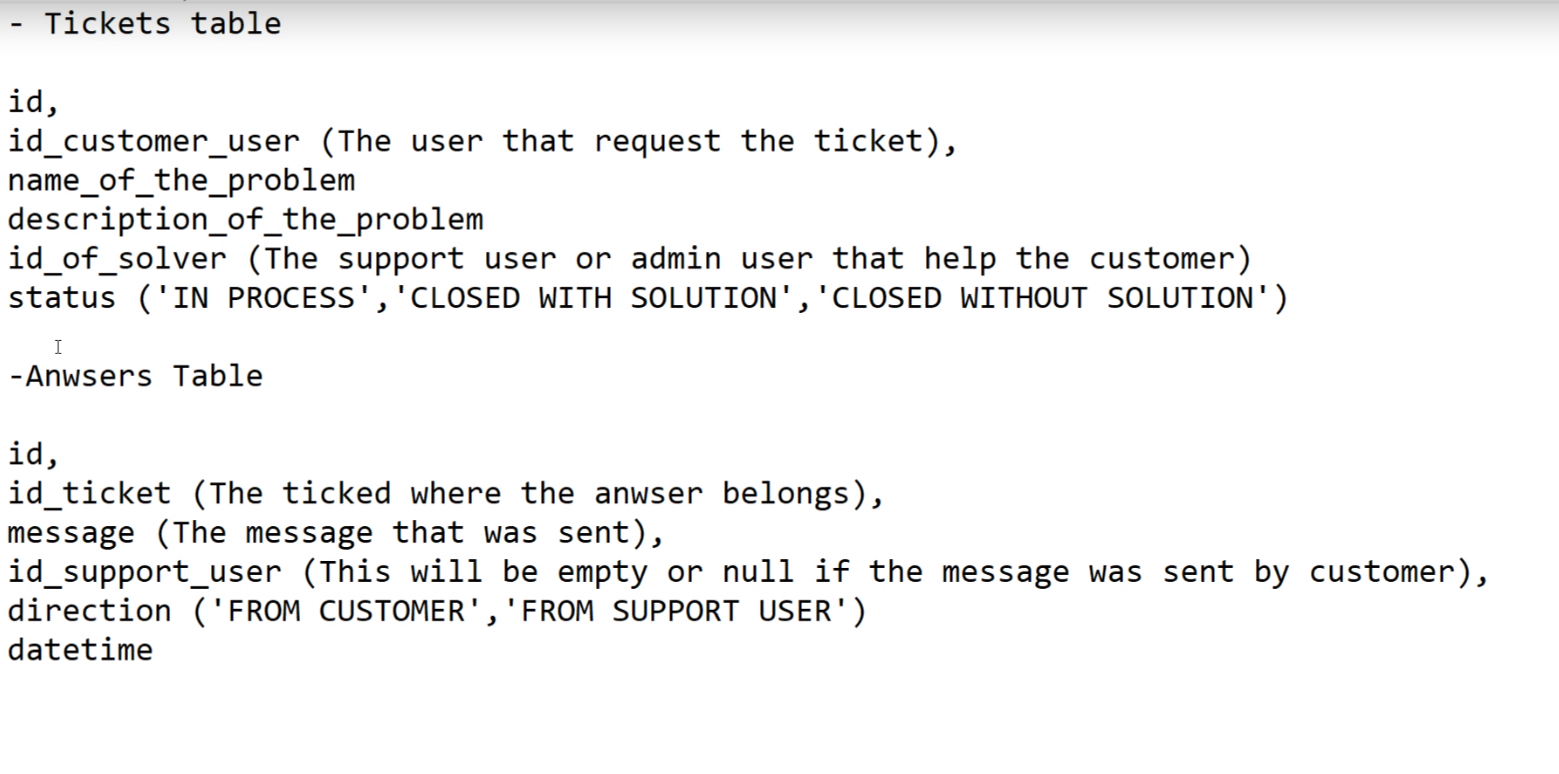 - Tickets table
id,
id_customer_user (The user that request the ticket),
name_of_the_problem
description_of_the_problem
id_of_solver (The support user or admin user that help the customer)
status ('IN PROCESS','CLOSED WITH SOLUTION','CLOSED WITHOUT SOLUTION')
-Anwsers Table
id,
id_ticket (The ticked where the anwser belongs),
message (The message that was sent),
id_support_user (This will be empty or null if the message was sent by customer),
direction ('FROM CUSTOMER','FROM SUPPORT USER')
datetime